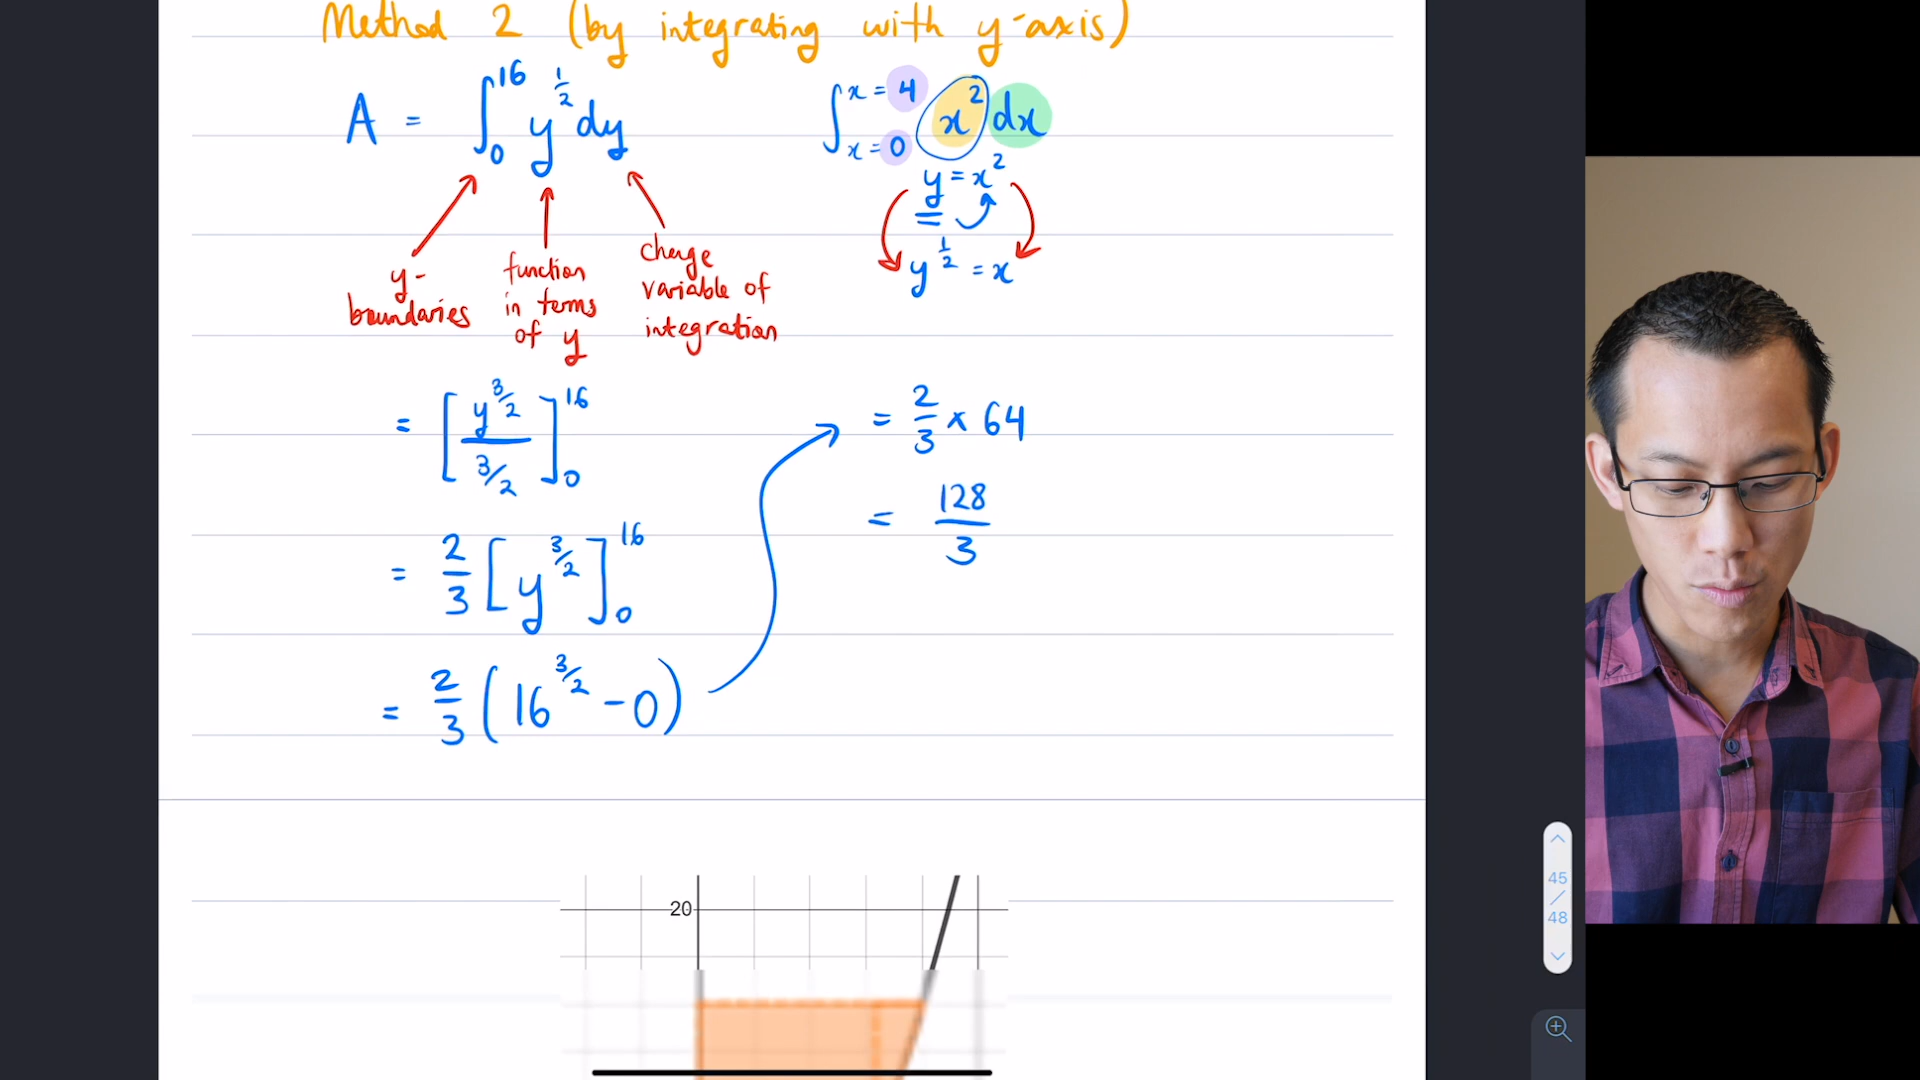 Method 2 (by integrating with y-axis)
A = ∫₀¹⁶ y^(1/2) dy
y-
boundaries
function
in terms
of y
change
variable of
integration
∫_{x=0}^{x=4} x² dx
y = x²
y^(1/2) = x
= [y^(3/2) / (3/2)]₀¹⁶
= 2/3 [y^(3/2)]₀¹⁶
= 2/3 (16^(3/2) - 0)
= 2/3 × 64
= 128/3
20
45
/
48